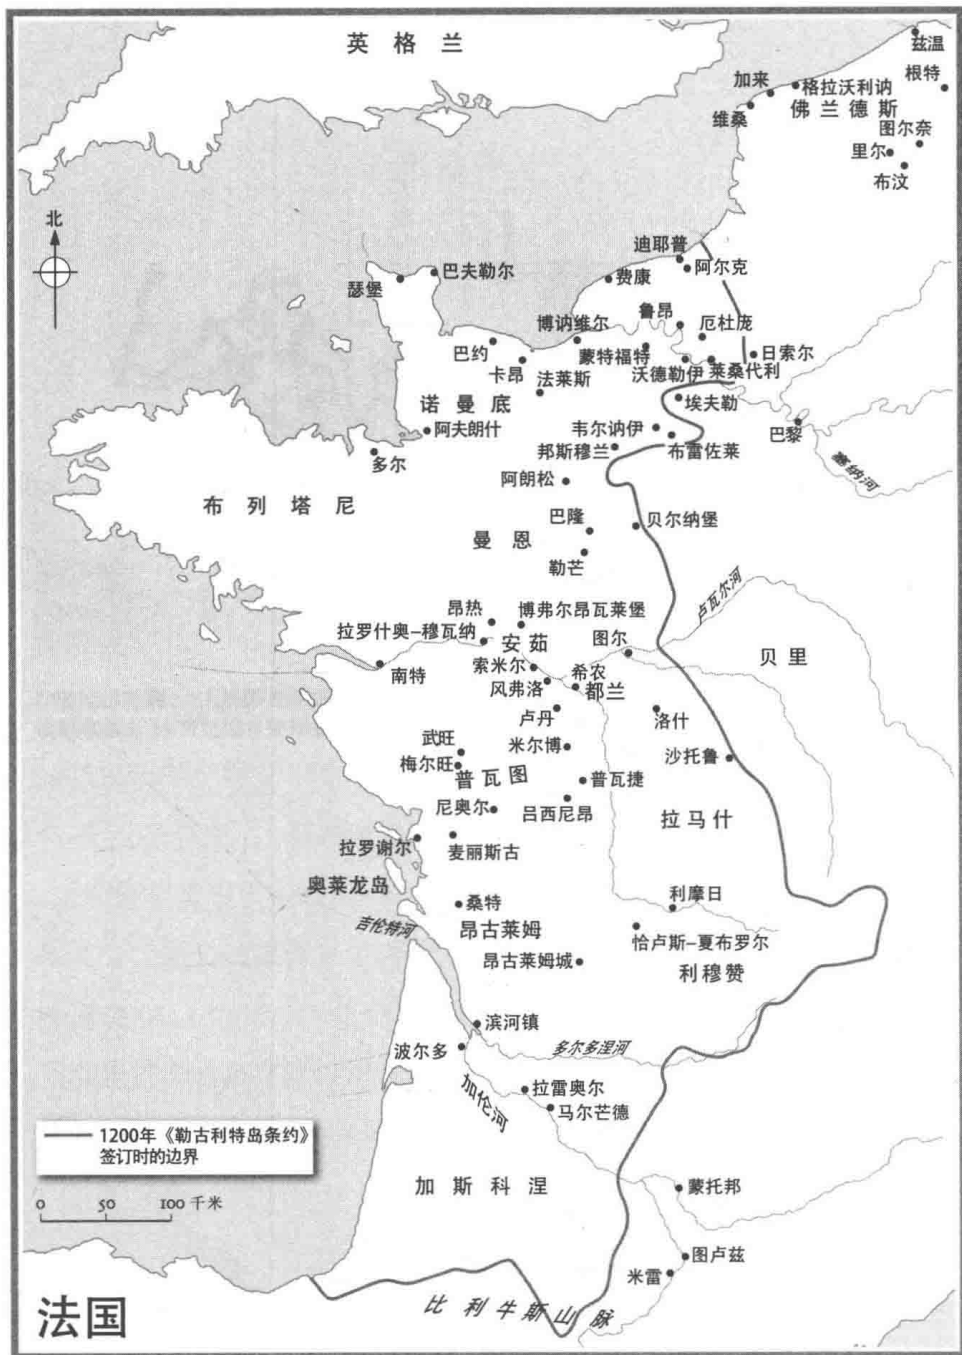 英格兰
兹温
根特
加来
格拉沃利讷
维桑
佛兰德斯
图尔奈
里尔
布汶
北
迪耶普
阿尔克
瑟堡
巴夫勒尔
费康
鲁昂
博讷维尔
厄杜庞
巴约
蒙特福特
日索尔
卡昂
沃德勒伊
莱桑代利
法莱斯
诺曼底
埃夫勒
阿夫朗什
韦尔讷伊
巴黎
多尔
邦斯穆兰
布雷佐莱
塞纳河
阿朗松
布列塔尼
巴隆
贝尔纳堡
曼恩
勒芒
卢瓦尔河
昂热
博弗尔昂瓦莱堡
拉罗什奥-穆瓦纳
安茹
图尔
贝里
南特
索米尔
希农
风弗洛
都兰
卢丹
洛什
武旺
米尔博
沙托鲁
梅尔旺
普瓦图
普瓦捷
尼奥尔
吕西尼昂
拉马什
拉罗谢尔
麦丽斯古
奥莱龙岛
利摩日
桑特
吉伦特河
昂古莱姆
恰卢斯-夏布罗尔
昂古莱姆城
利穆赞
滨河镇
波尔多
多尔多涅河
加伦河
拉雷奥尔
马尔芒德
1200年《勒古利特岛条约》
签订时的边界
加斯科涅
蒙托邦
0 50 100 千米
图卢兹
米雷
比利牛斯山脉
法国